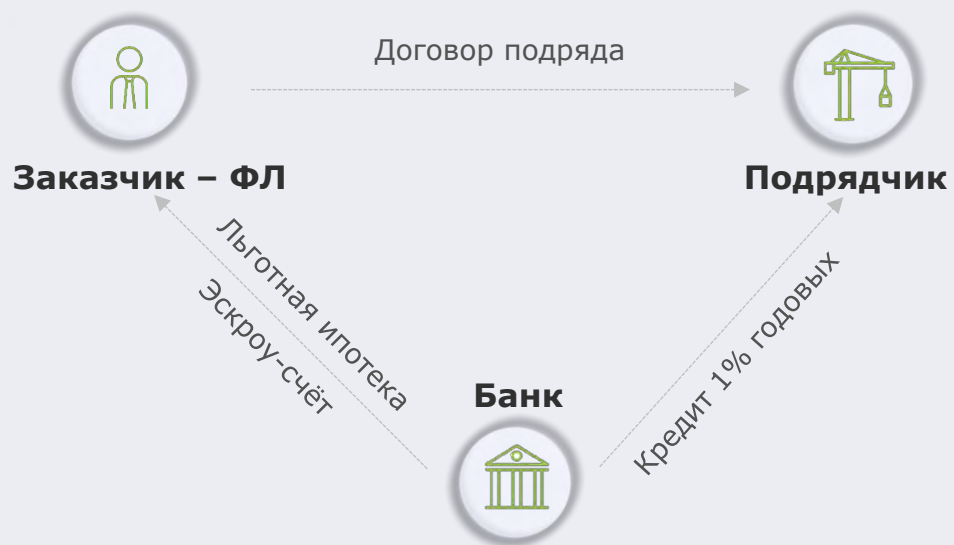 Договор подряда
Заказчик – ФЛ
Подрядчик
Льготная ипотека
Эскроу-счёт
Кредит 1% годовых
Банк